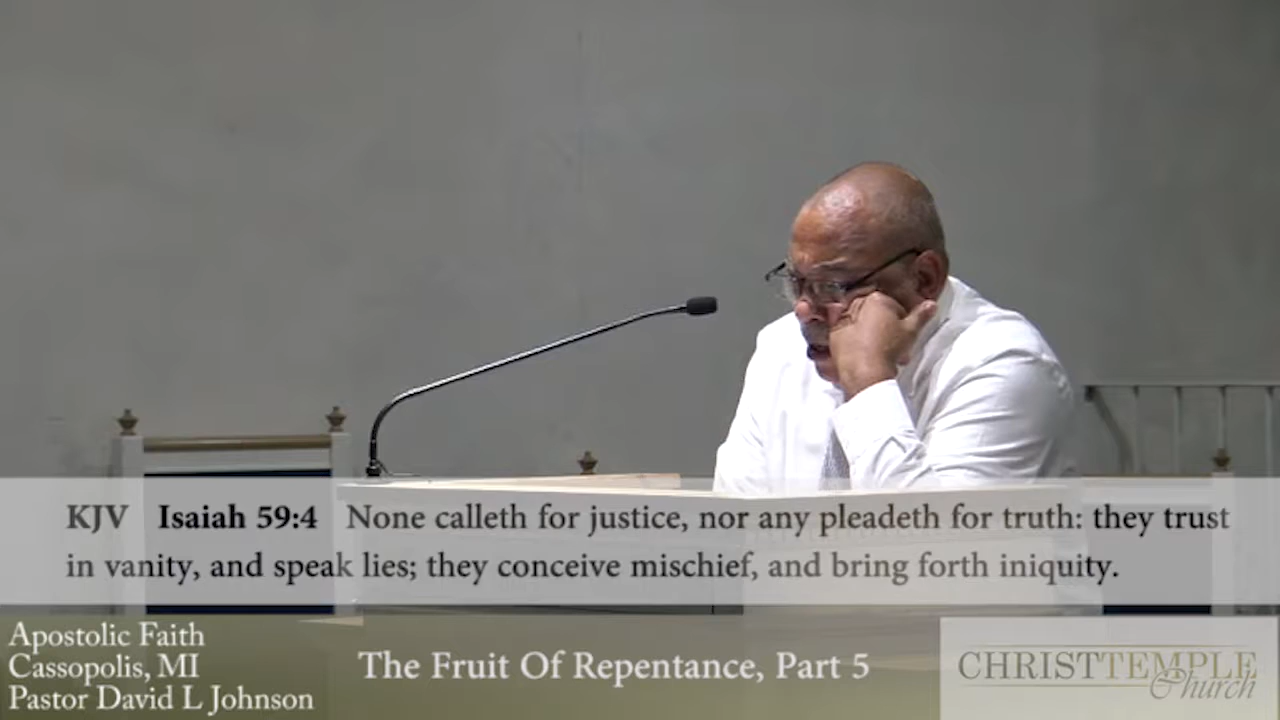 KJV Isaiah 59:4 None calleth for justice, nor any pleadeth for truth: they trust
in vanity, and speak lies; they conceive mischief, and bring forth iniquity.
Apostolic Faith
Cassopolis, MI
Pastor David L Johnson
The Fruit Of Repentance, Part 5
CHRISTTEMPLE
Church